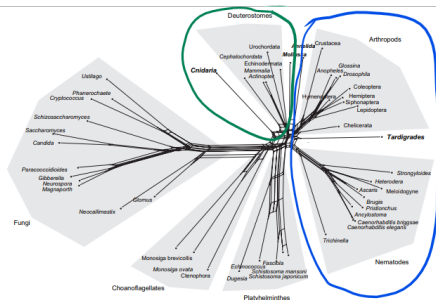 Deuterostomes
Arthropods
Urochordata
Cephalochordata
Echinodermata
Mammalia
Actinopter
Cnidaria
Annelida
Mollusca
Crustacea
Glossina
Anopheles
Drosophila
Coleoptera
Hymenoptera
Hemiptera
Siphonaptera
Lepidoptera
Chelicerata
Tardigrades
Ustilago
Phanerochaete
Cryptococcus
Schizosaccharomyces
Saccharomyces
Candida
Paracoccidioides
Gibberella
Neurospora
Magnaporth
Neocallimastix
Glomus
Fungi
Strongyloides
Heterodera
Meloidogyne
Ascaris
Brugia
Pristionchus
Ancylostoma
Caenorhabditis briggsae
Caenorhabditis elegans
Trichinella
Nematodes
Monosiga brevicollis
Monosiga ovata
Ctenophora
Choanoflagellates
Fasciola
Echinococcus
Schistosoma mansoni
Schistosoma japonicum
Dugesia
Platyhelminthes